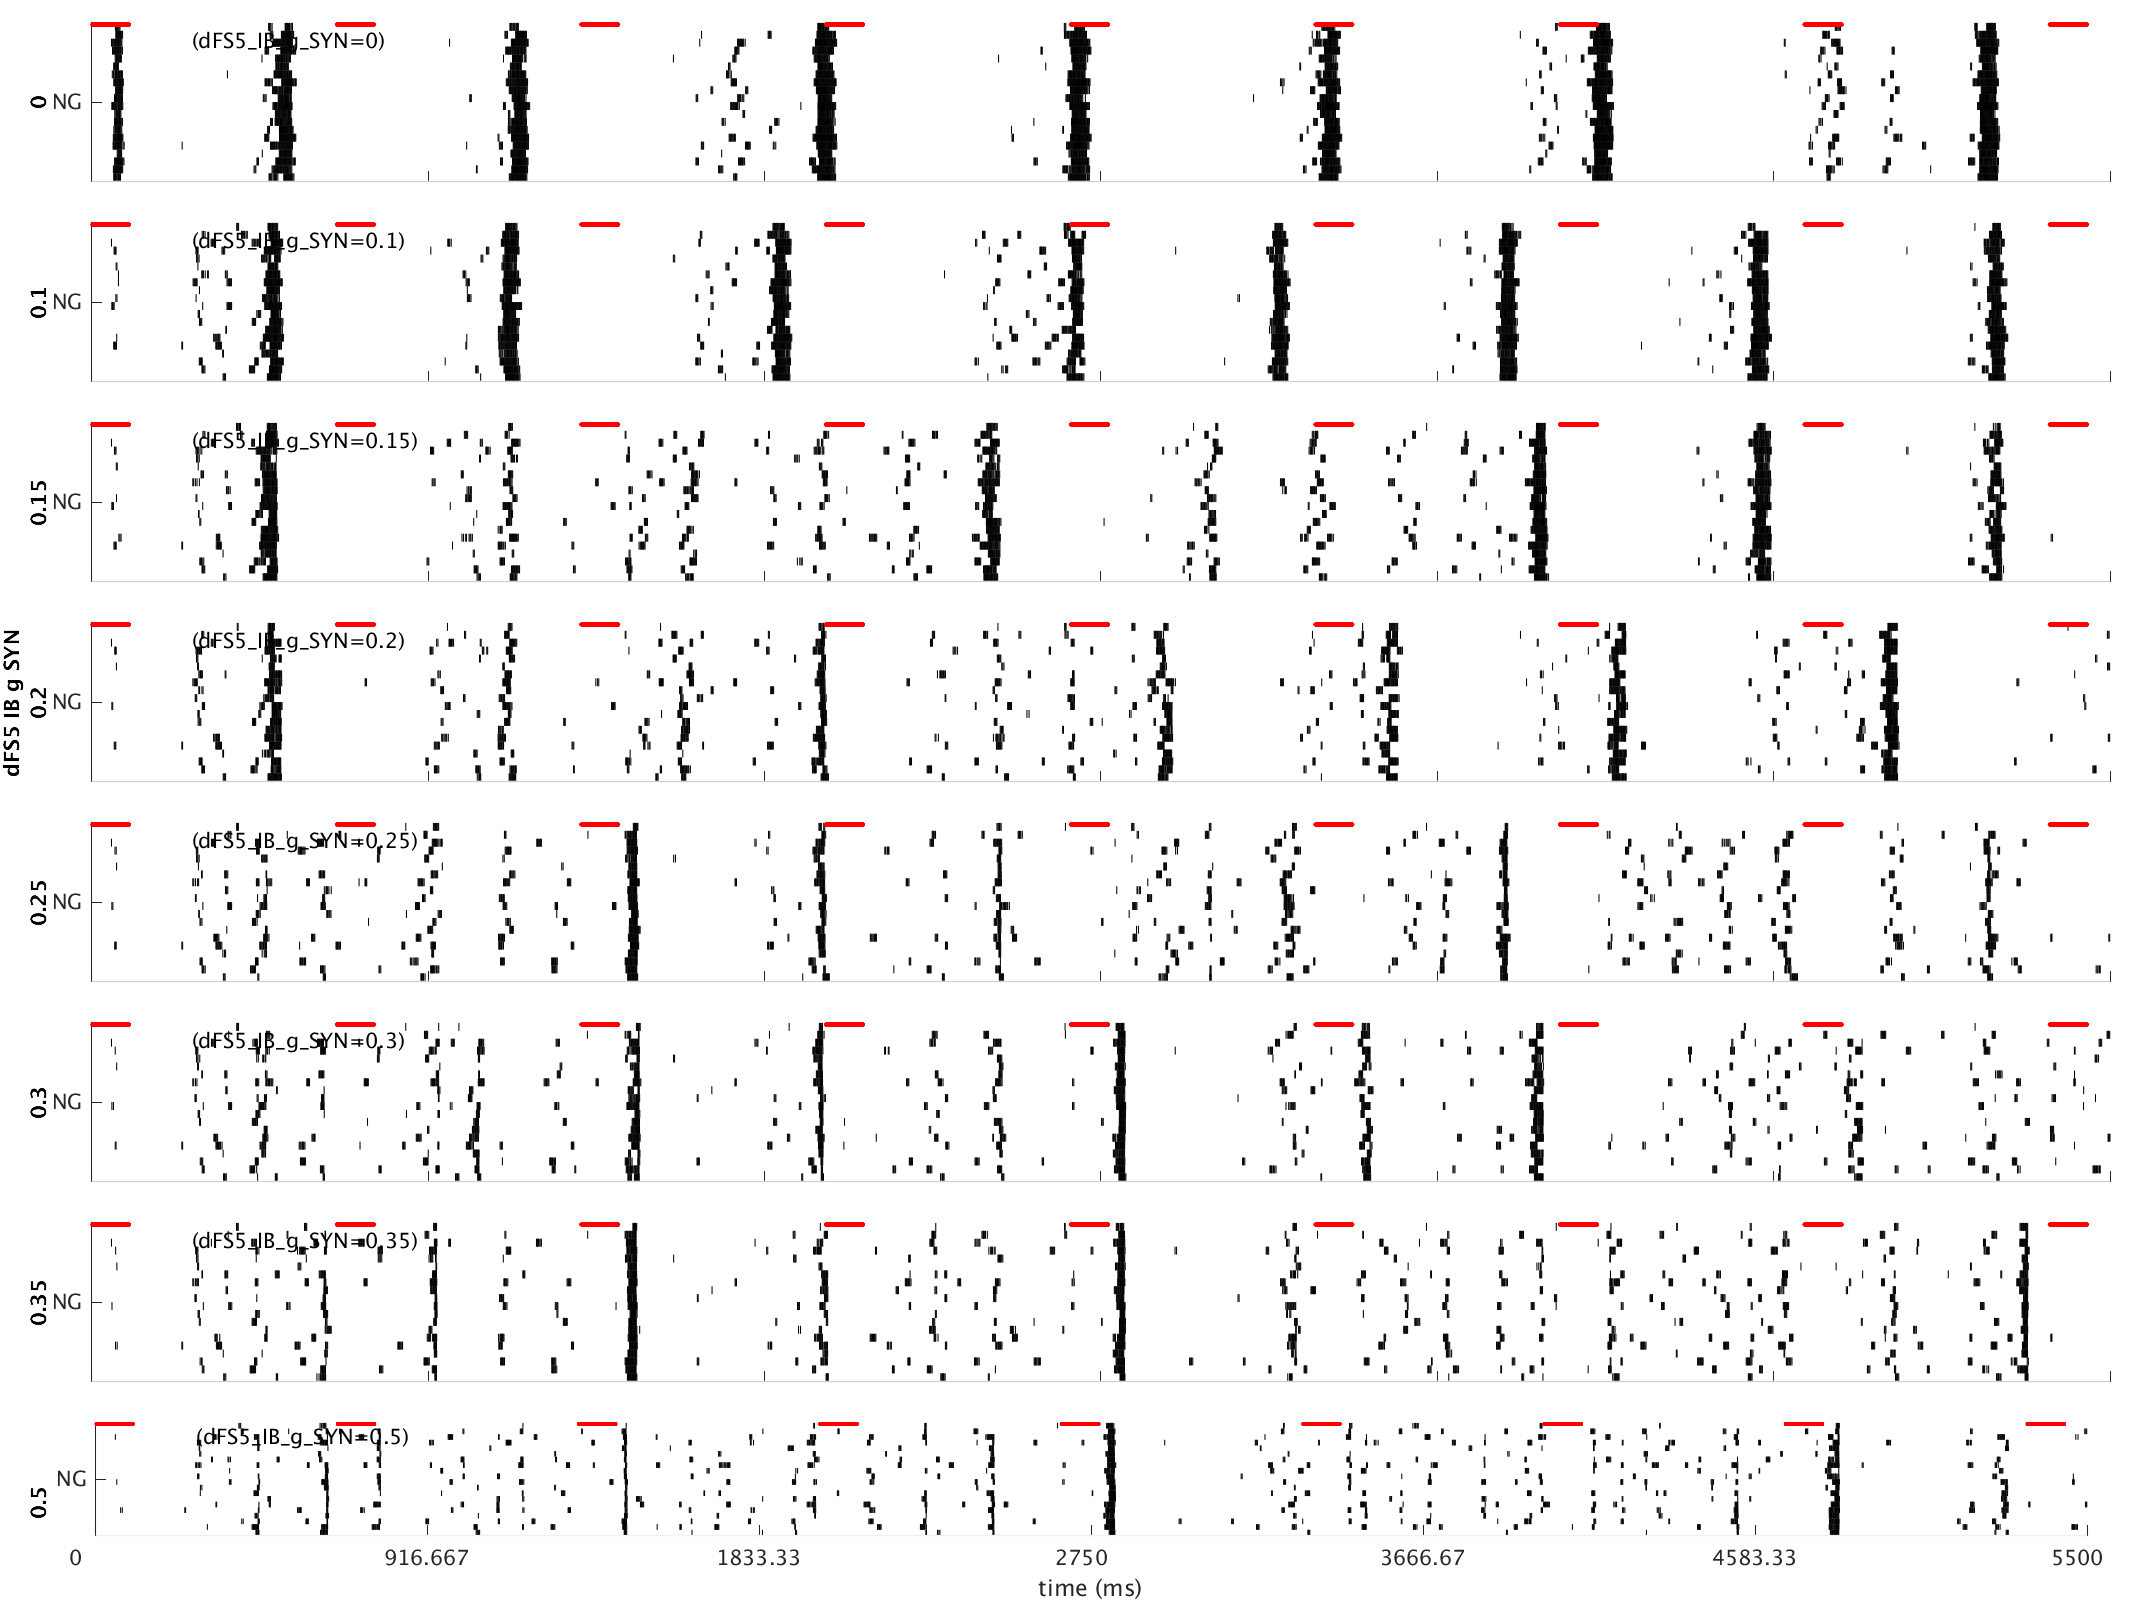 (dFS5_IB_g_SYN=0)
0 NG
(dFS5_IB_g_SYN=0.1)
0.1 NG
(dFS5_IB_g_SYN=0.15)
0.15 NG
dFS5 IB g SYN
(dFS5_IB_g_SYN=0.2)
0.2 NG
(dFS5_IB_g_SYN=0.25)
0.25 NG
(dFS5_IB_g_SYN=0.3)
0.3 NG
(dFS5_IB_g_SYN=0.35)
0.35 NG
(dFS5_IB_g_SYN=0.5)
0.5 NG
0 916.667 1833.33 2750 3666.67 4583.33 5500
time (ms)